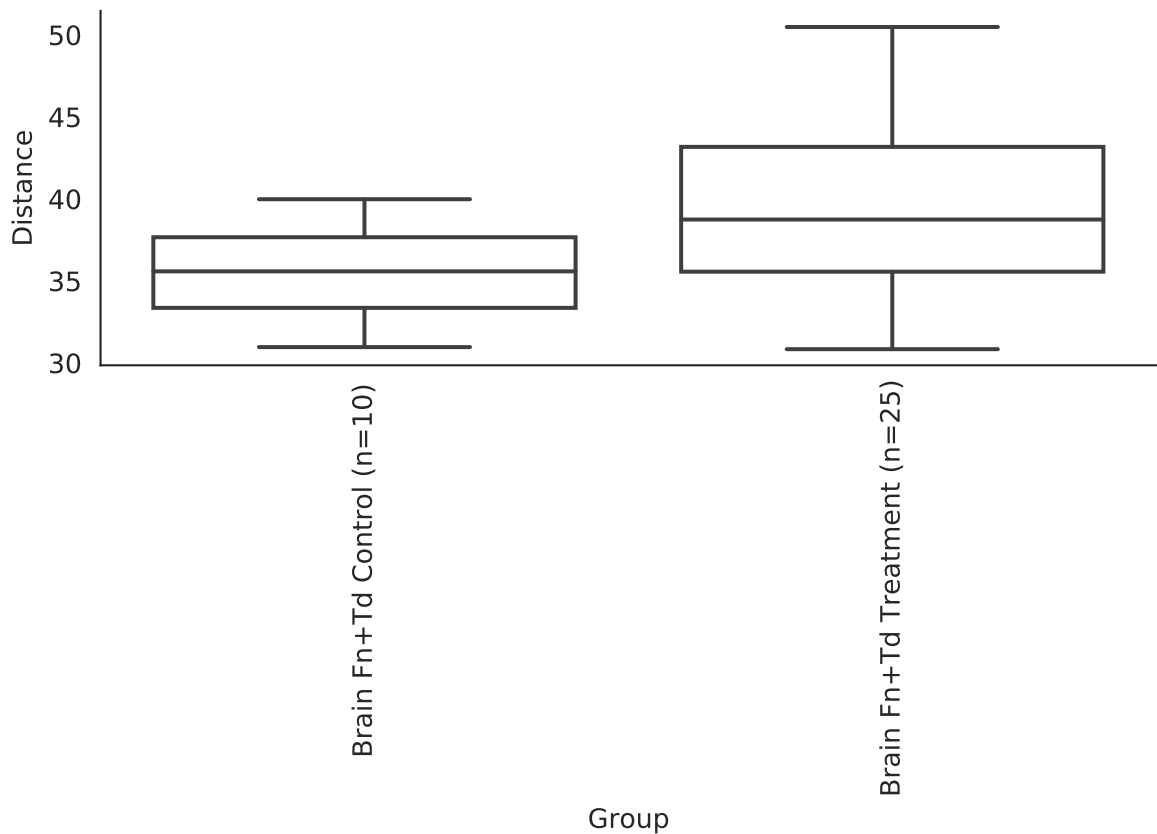 50
45
40
35
30
Distance
Brain Fn+Td Control (n=10)
Brain Fn+Td Treatment (n=25)
Group